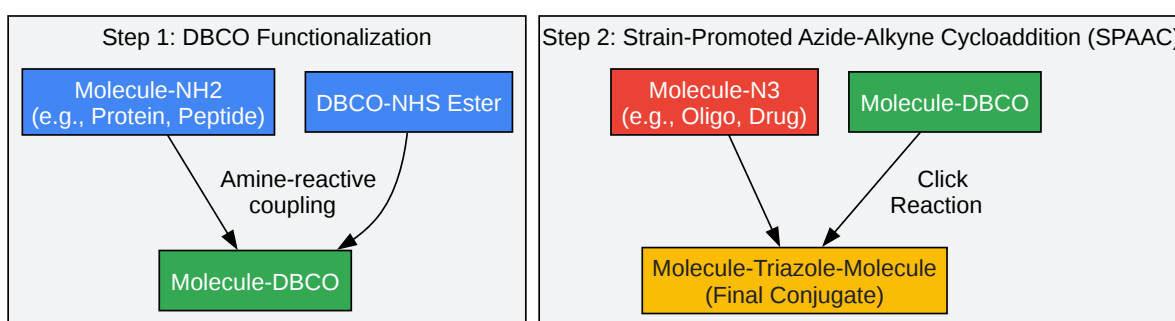 Step 1: DBCO Functionalization
Molecule-NH2
(e.g., Protein, Peptide)
DBCO-NHS Ester
Amine-reactive
coupling
Molecule-DBCO
Step 2: Strain-Promoted Azide-Alkyne Cycloaddition (SPAAC)
Molecule-N3
(e.g., Oligo, Drug)
Molecule-DBCO
Click
Reaction
Molecule-Triazole-Molecule
(Final Conjugate)